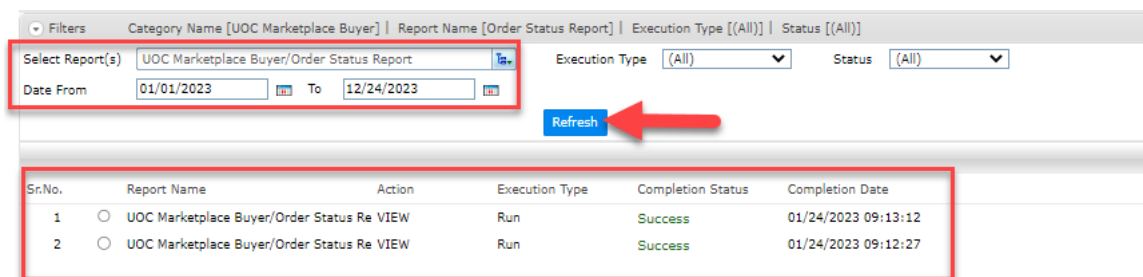 Filters Category Name [UOC Marketplace Buyer] | Report Name [Order Status Report] | Execution Type [(All)] | Status [(All)]
Select Report(s) UOC Marketplace Buyer/Order Status Report Execution Type (All) Status (All)
Date From 01/01/2023 To 12/24/2023
Refresh
Sr.No. Report Name Action Execution Type Completion Status Completion Date
1 UOC Marketplace Buyer/Order Status Re VIEW Run Success 01/24/2023 09:13:12
2 UOC Marketplace Buyer/Order Status Re VIEW Run Success 01/24/2023 09:12:27